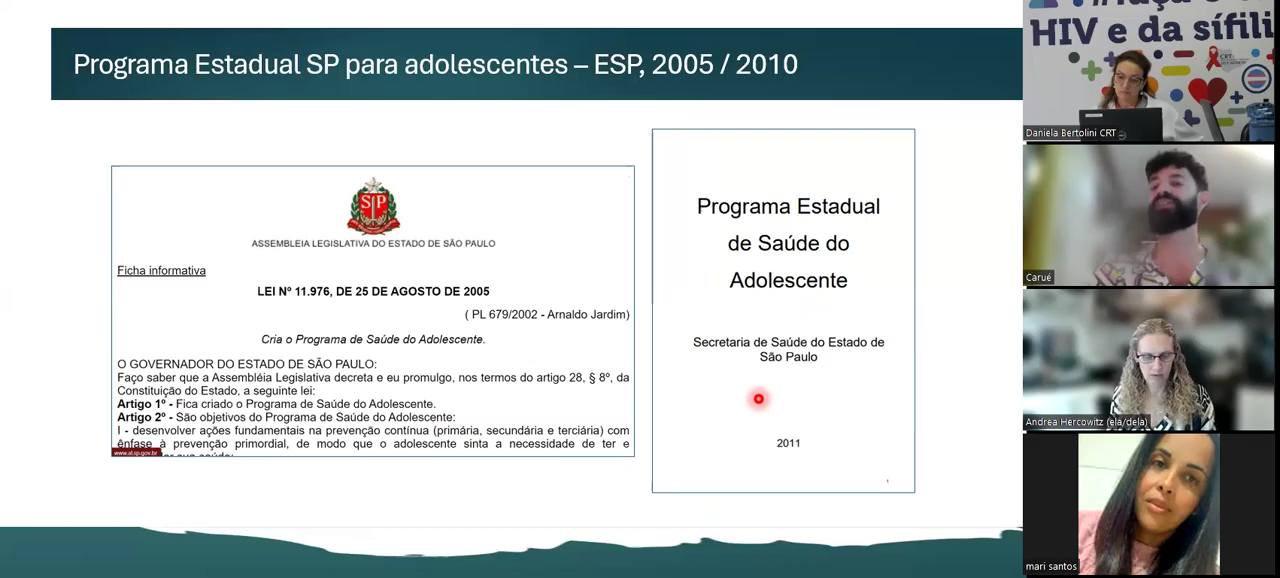 Programa Estadual SP para adolescentes – ESP, 2005 / 2010
ASSEMBLEIA LEGISLATIVA DO ESTADO DE SÃO PAULO
Ficha informativa
LEI Nº 11.976, DE 25 DE AGOSTO DE 2005
( PL 679/2002 - Arnaldo Jardim)
Cria o Programa de Saúde do Adolescente.
O GOVERNADOR DO ESTADO DE SÃO PAULO:
Faço saber que a Assembléia Legislativa decreta e eu promulgo, nos termos do artigo 28, § 8º, da
Constituição do Estado, a seguinte lei:
Artigo 1º - Fica criado o Programa de Saúde do Adolescente.
Artigo 2º - São objetivos do Programa de Saúde do Adolescente:
I - desenvolver ações fundamentais na prevenção contínua (primária, secundária e terciária) com
ênfase à prevenção primordial, de modo que o adolescente sinta a necessidade de ter e
www.al.sp.gov.br
Programa Estadual
de Saúde do
Adolescente
Secretaria de Saúde do Estado de
São Paulo
2011
HIV e da sífili
CRT
Daniela Bertolini CRT
Carué
Andrea Hercowitz (ela/dela)
mari santos